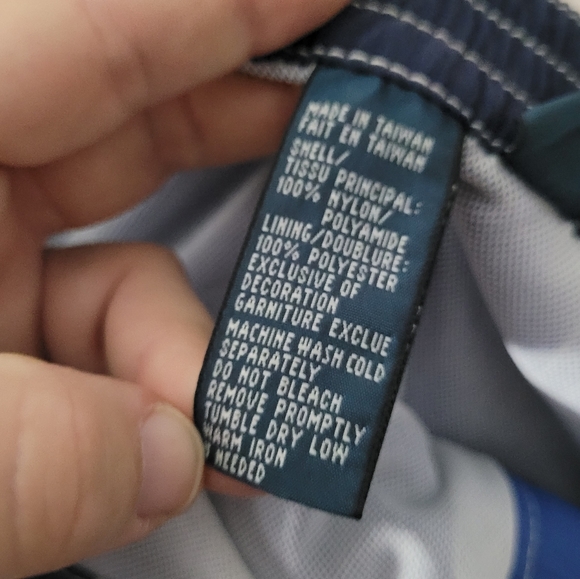 MADE IN TAIWAN
FAIT EN TAIWAN
SHELL/
TISSU PRINCIPAL:
100% NYLON/
POLYAMIDE
LINING/DOUBLURE:
100% POLYESTER
EXCLUSIVE OF
DECORATION
GARNITURE EXCLUE
MACHINE WASH COLD
SEPARATELY
DO NOT BLEACH
REMOVE PROMPTLY
TUMBLE DRY LOW
WARM IRON
NEEDED